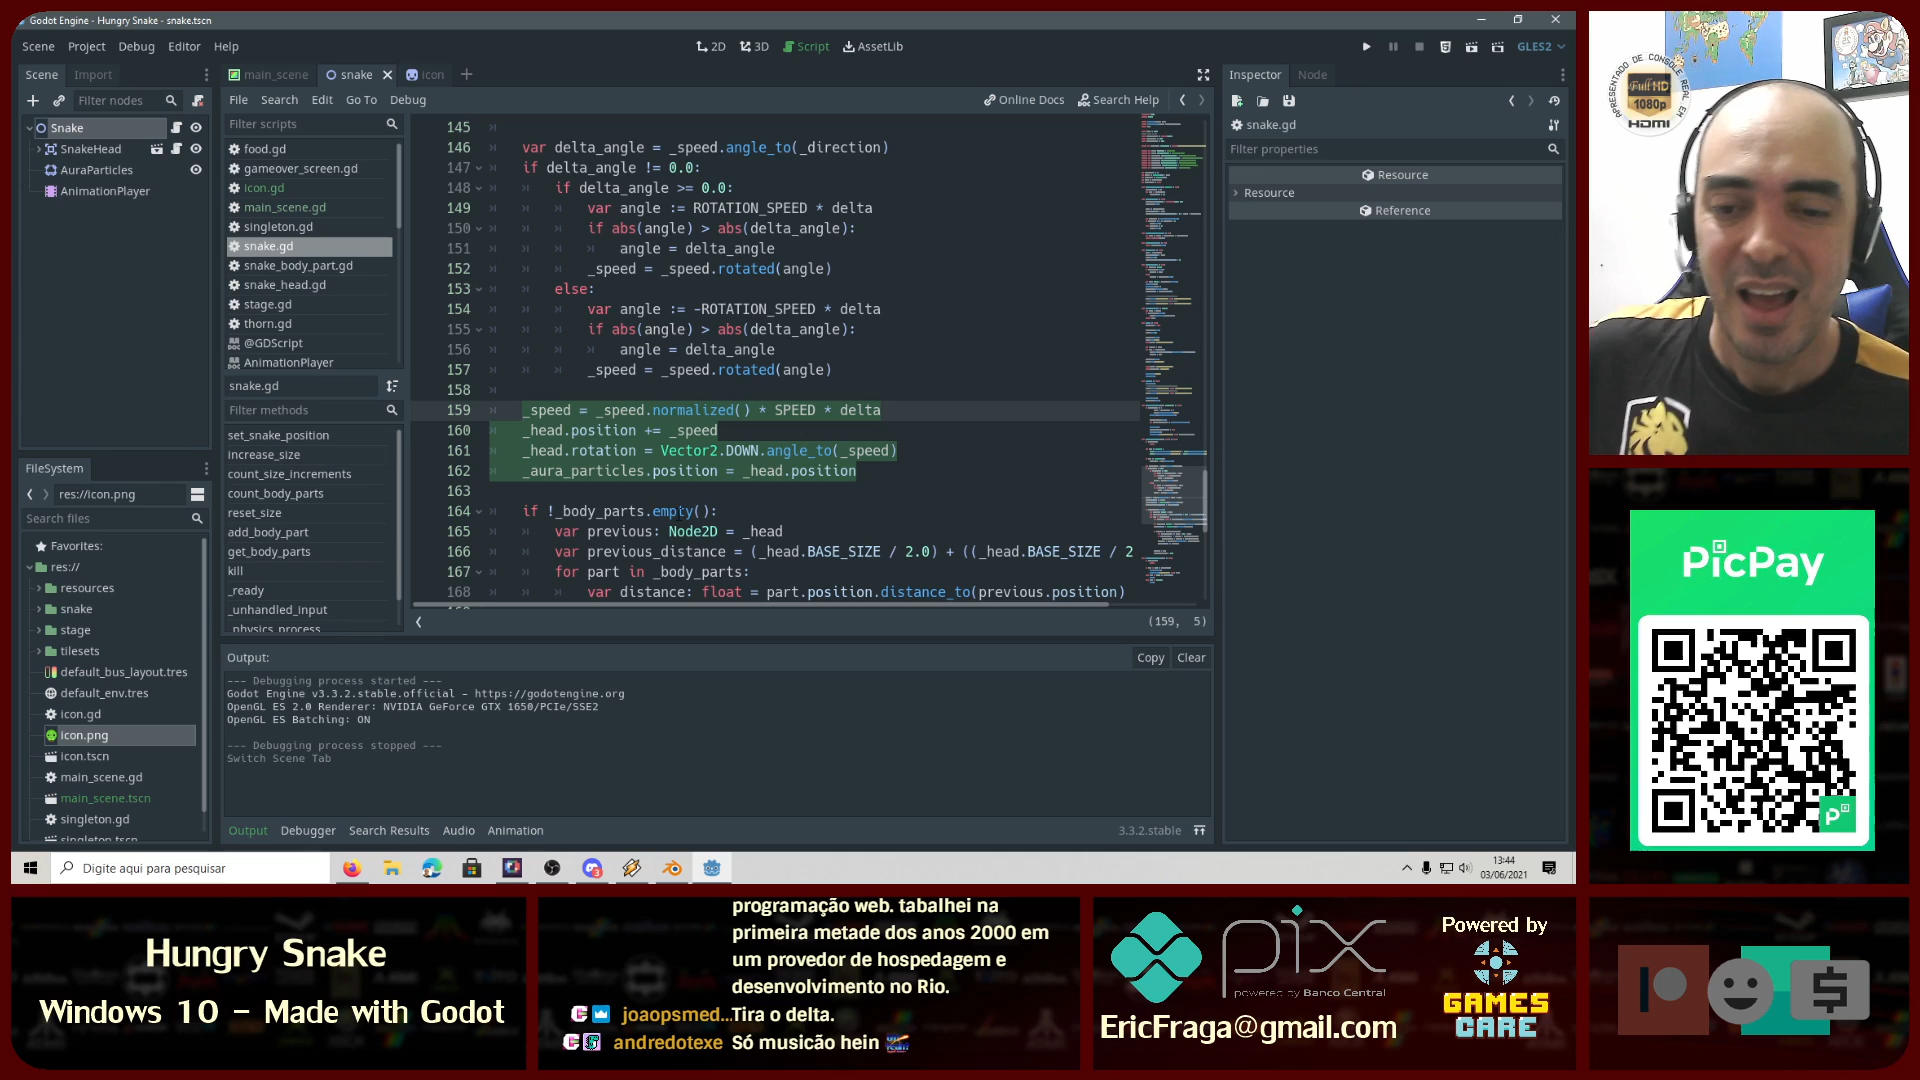 Godot Engine - Hungry Snake - snake.tscn
Scene Project Debug Editor Help
2D 3D Script AssetLib
GLES2
Scene Import
Filter nodes
Snake
SnakeHead
AuraParticles
AnimationPlayer
main_scene snake icon
File Search Edit Go To Debug
Online Docs Search Help
Filter scripts
food.gd
gameover_screen.gd
icon.gd
main_scene.gd
singleton.gd
snake.gd
snake_body_part.gd
snake_head.gd
stage.gd
thorn.gd
@GDScript
AnimationPlayer
snake.gd
Filter methods
set_snake_position
increase_size
count_size_increments
count_body_parts
reset_size
add_body_part
get_body_parts
kill
_ready
_unhandled_input
_physics_process
145
146 var delta_angle = _speed.angle_to(_direction)
147 if delta_angle != 0.0:
148 if delta_angle >= 0.0:
149 var angle := ROTATION_SPEED * delta
150 if abs(angle) > abs(delta_angle):
151 angle = delta_angle
152 _speed = _speed.rotated(angle)
153 else:
154 var angle := -ROTATION_SPEED * delta
155 if abs(angle) > abs(delta_angle):
156 angle = delta_angle
157 _speed = _speed.rotated(angle)
158
159 _speed = _speed.normalized() * SPEED * delta
160 _head.position += _speed
161 _head.rotation = Vector2.DOWN.angle_to(_speed)
162 _aura_particles.position = _head.position
163
164 if !_body_parts.empty():
165 var previous: Node2D = _head
166 var previous_distance = (_head.BASE_SIZE / 2.0) + ((_head.BASE_SIZE / 2
167 for part in _body_parts:
168 var distance: float = part.position.distance_to(previous.position)
(159, 5)
Output:
Copy Clear
--- Debugging process started ---
Godot Engine v3.3.2.stable.official - https://godotengine.org
OpenGL ES 2.0 Renderer: NVIDIA GeForce GTX 1650/PCIe/SSE2
OpenGL ES Batching: ON
--- Debugging process stopped ---
Switch Scene Tab
Output Debugger Search Results Audio Animation
3.3.2.stable
FileSystem
res://icon.png
Search files
Favorites:
res://
resources
snake
stage
tilesets
default_bus_layout.tres
default_env.tres
icon.gd
icon.png
icon.tscn
main_scene.gd
main_scene.tscn
singleton.gd
singleton.tscn
Inspector Node
snake.gd
Filter properties
Resource
Resource
Reference
Digite aqui para pesquisar
13:44
03/06/2021
APRESENTADO DE CONSOLE REAL EM
Full HD
1080p
HDMI
PicPay
Hungry Snake
Windows 10 - Made with Godot
programação web. tabalhei na
primeira metade dos anos 2000 em
um provedor de hospedagem e
desenvolvimento no Rio.
joaopsmed...Tira o delta.
andredotexe Só musicão hein
pix
powered by Banco Central
EricFraga@gmail.com
Powered by
GAMES
CARE